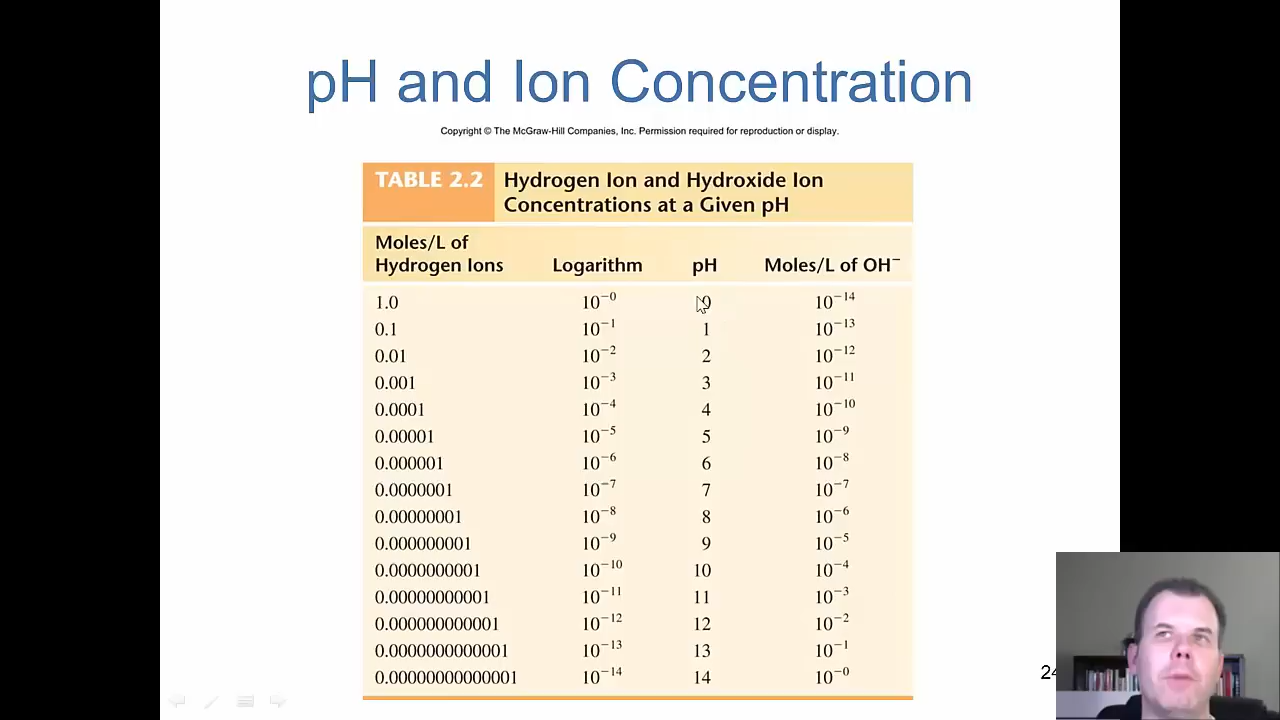 pH and Ion Concentration
Copyright © The McGraw-Hill Companies, Inc. Permission required for reproduction or display.
TABLE 2.2 Hydrogen Ion and Hydroxide Ion
Concentrations at a Given pH
Moles/L of
Hydrogen Ions Logarithm pH Moles/L of OH⁻
1.0 10⁻⁰ 0 10⁻¹⁴
0.1 10⁻¹ 1 10⁻¹³
0.01 10⁻² 2 10⁻¹²
0.001 10⁻³ 3 10⁻¹¹
0.0001 10⁻⁴ 4 10⁻¹⁰
0.00001 10⁻⁵ 5 10⁻⁹
0.000001 10⁻⁶ 6 10⁻⁸
0.0000001 10⁻⁷ 7 10⁻⁷
0.00000001 10⁻⁸ 8 10⁻⁶
0.000000001 10⁻⁹ 9 10⁻⁵
0.0000000001 10⁻¹⁰ 10 10⁻⁴
0.00000000001 10⁻¹¹ 11 10⁻³
0.000000000001 10⁻¹² 12 10⁻²
0.0000000000001 10⁻¹³ 13 10⁻¹
0.00000000000001 10⁻¹⁴ 14 10⁻⁰